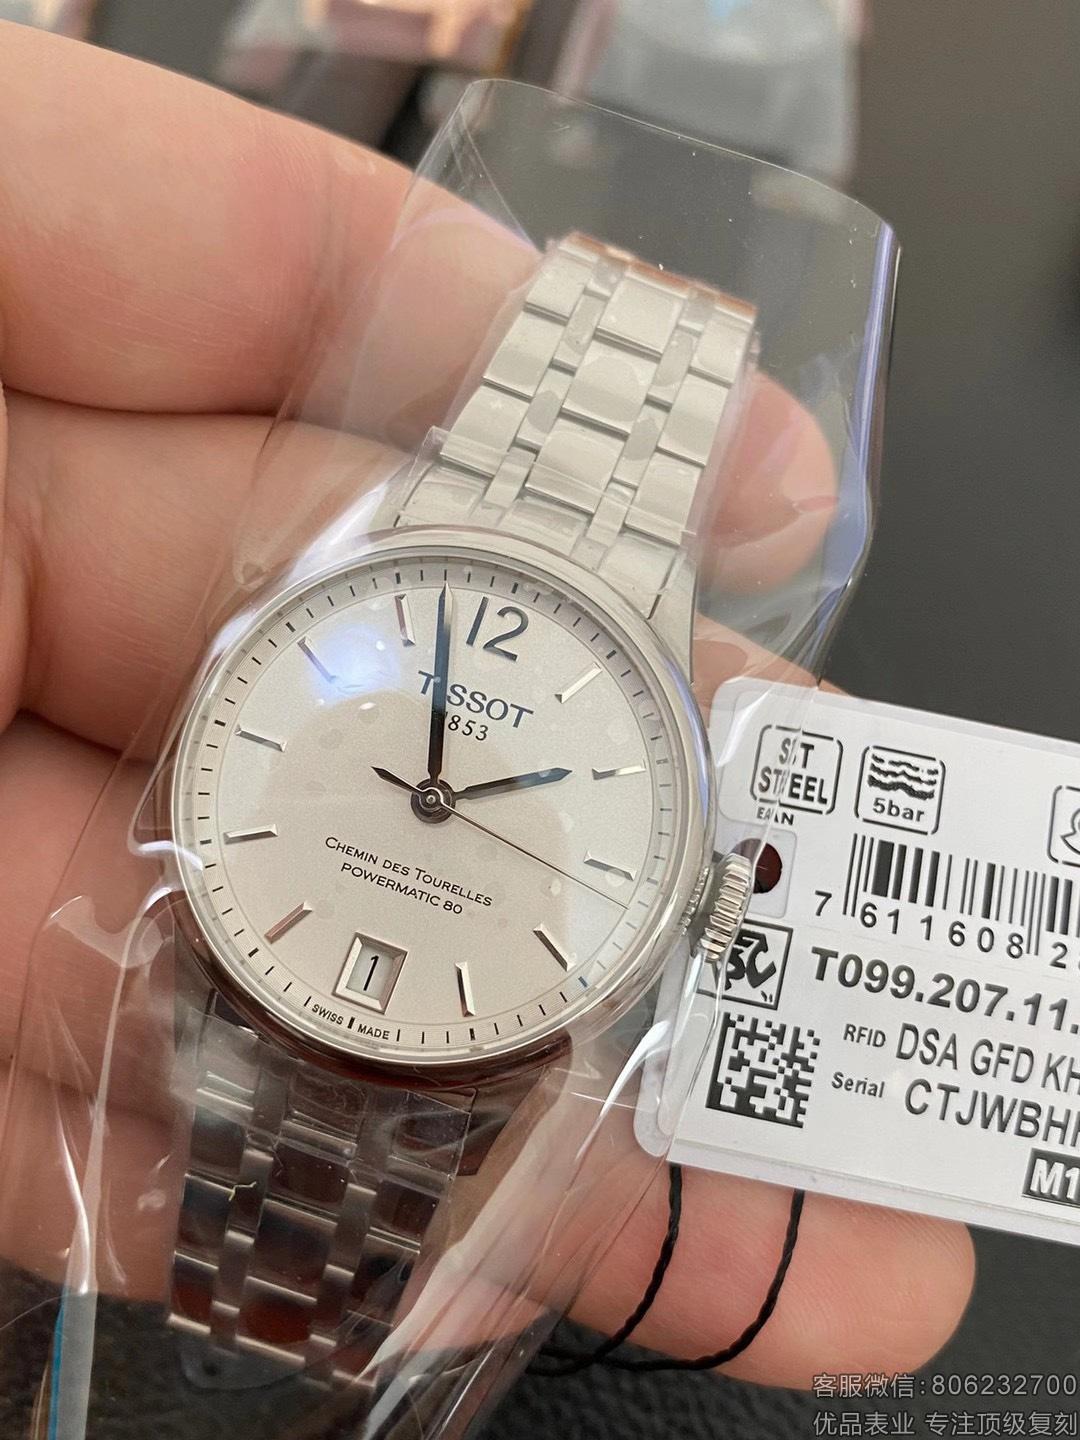 12
TISSOT
1853
CHEMIN DES TOURELLES
POWERMATIC 80
1
SWISS MADE
ST STEEL
5bar
EAN
7 611608 2
T099.207.11.
RFID DSA GFD KH
Serial CTJWBH
M1
客服微信:806232700
优品表业 专注顶级复刻